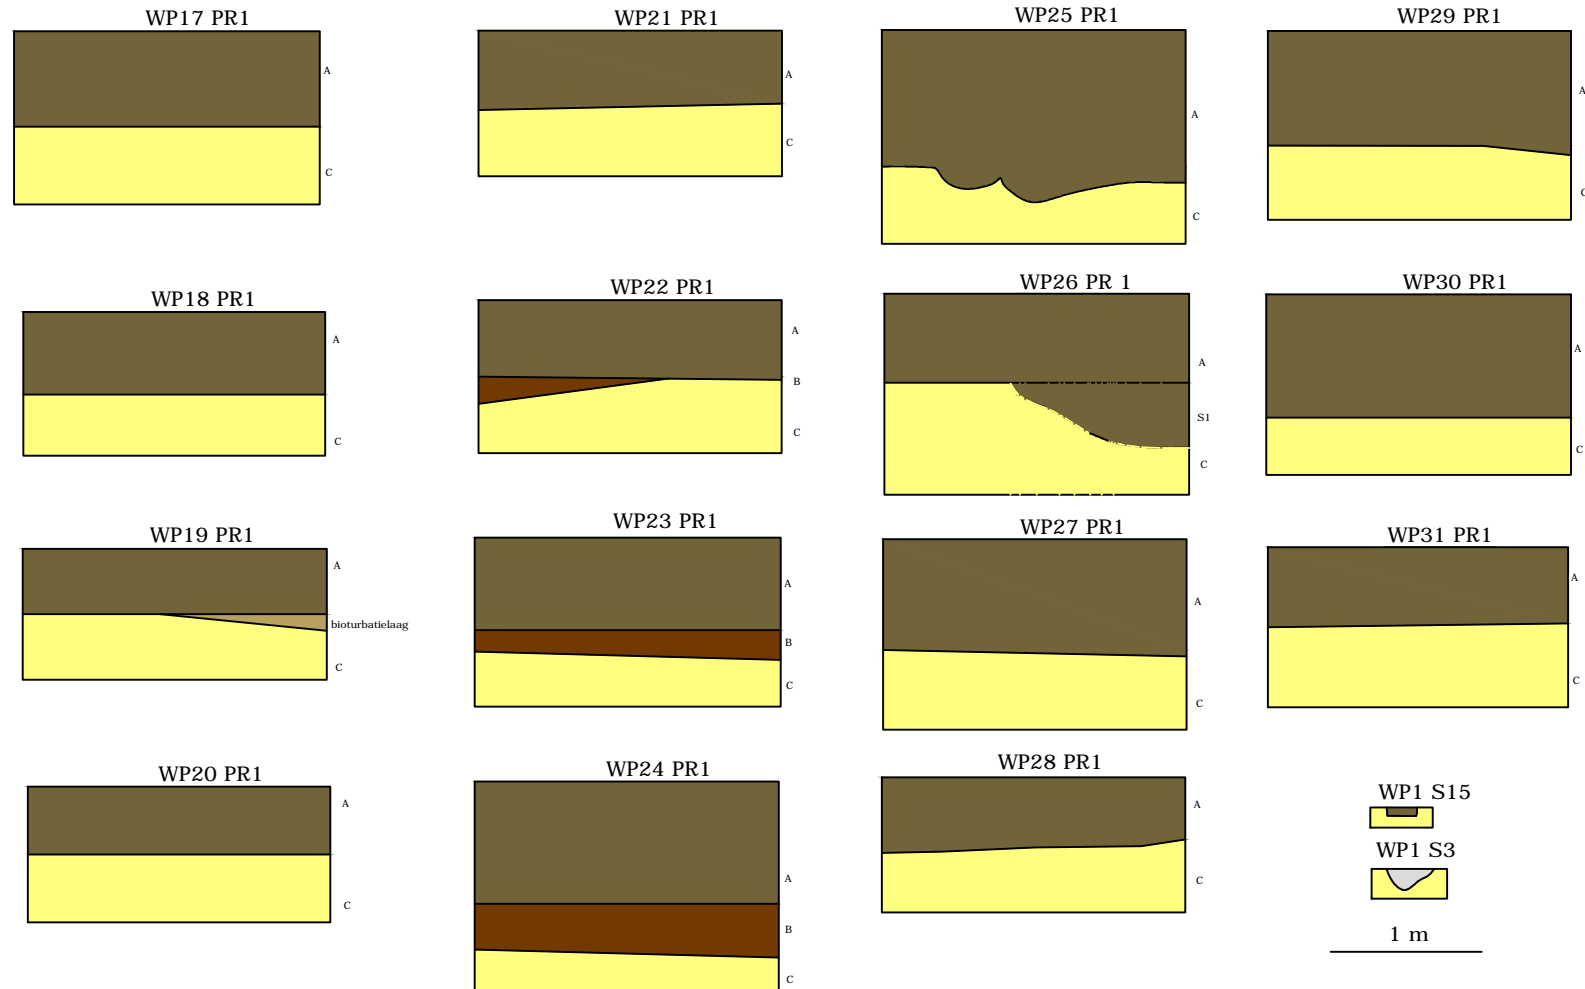 WP17 PR1
A
C
WP18 PR1
A
C
WP19 PR1
A
bioturbatielaag
C
WP20 PR1
A
C
WP21 PR1
A
C
WP22 PR1
A
B
C
WP23 PR1
A
B
C
WP24 PR1
A
B
C
WP25 PR1
A
C
WP26 PR 1
A
S1
C
WP27 PR1
A
C
WP28 PR1
A
C
WP29 PR1
A
C
WP30 PR1
A
C
WP31 PR1
A
C
WP1 S15
WP1 S3
1 m